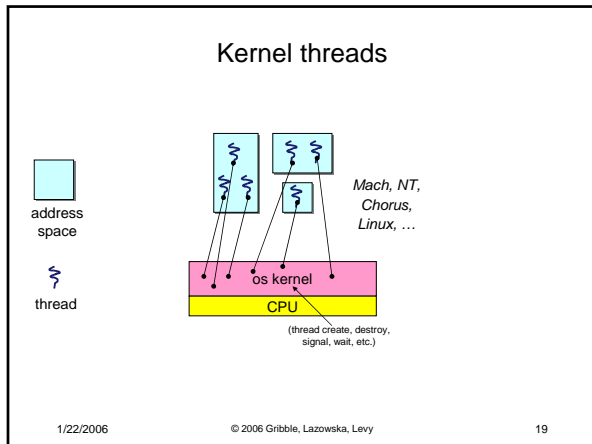 Kernel threads
address
space
thread
Mach, NT,
Chorus,
Linux, …
os kernel
CPU
(thread create, destroy,
signal, wait, etc.)
1/22/2006
© 2006 Gribble, Lazowska, Levy
19